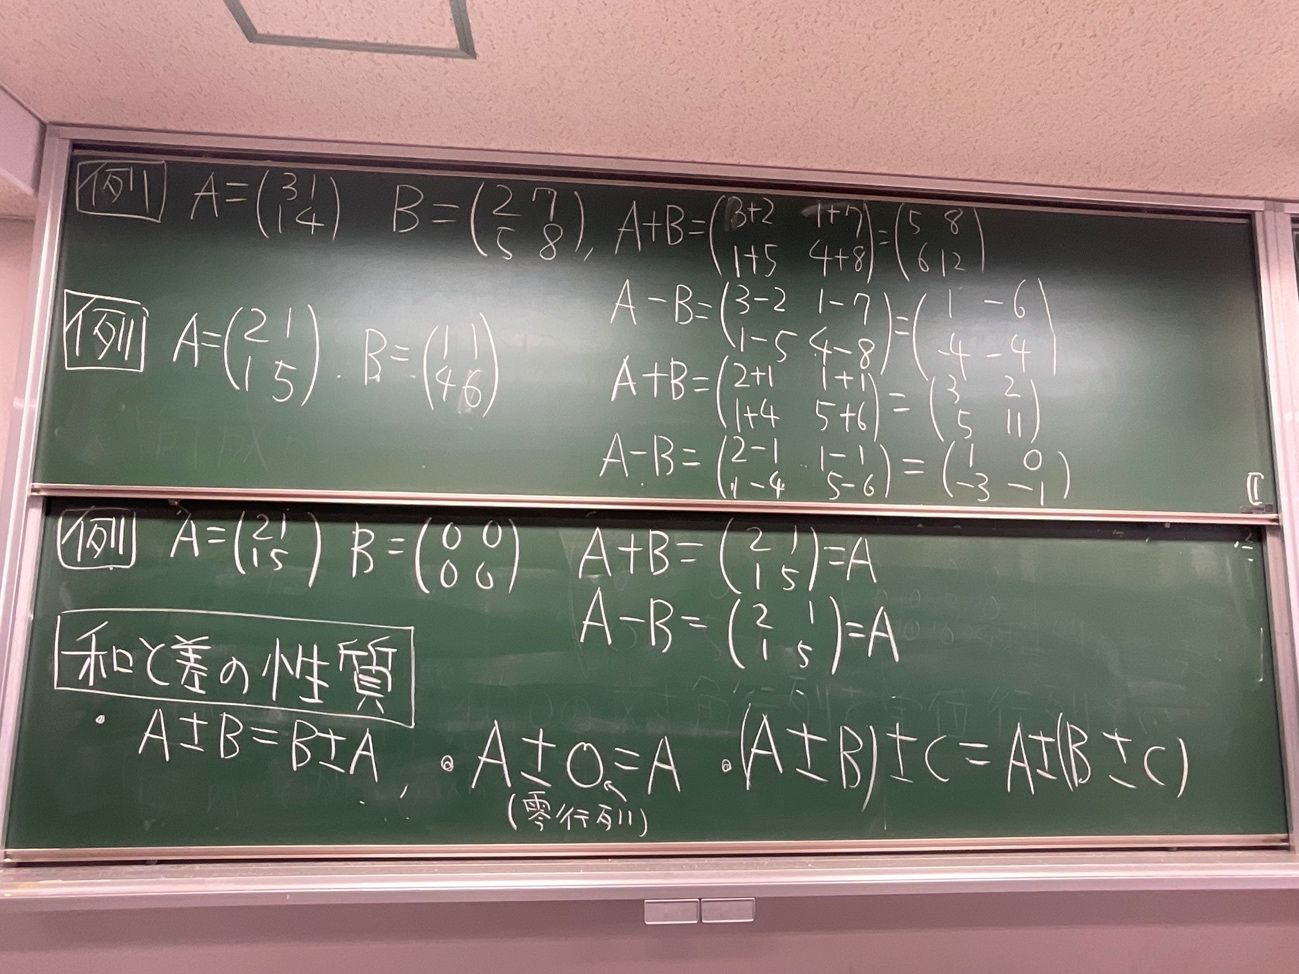 例 A=(3 1
1 4) B=(2 7
5 8), A+B=(3+2 1+7
1+5 4+8)=(5 8
6 12)
A-B=(3-2 1-7
1-5 4-8)=(1 -6
-4 -4)
例 A=(2 1
1 5). B=(1 1
4 6)
A+B=(2+1 1+1
1+4 5+6)=(3 2
5 11)
A-B=(2-1 1-1
1-4 5-6)=(1 0
-3 -1)
例 A=(2 1
1 5) B=(0 0
0 0) A+B=(2 1
1 5)=A
A-B=(2 1
1 5)=A
和と差の性質
・A±B=B±A ・A±O=A ・(A±B)±C=A±(B±C)
(零行列)